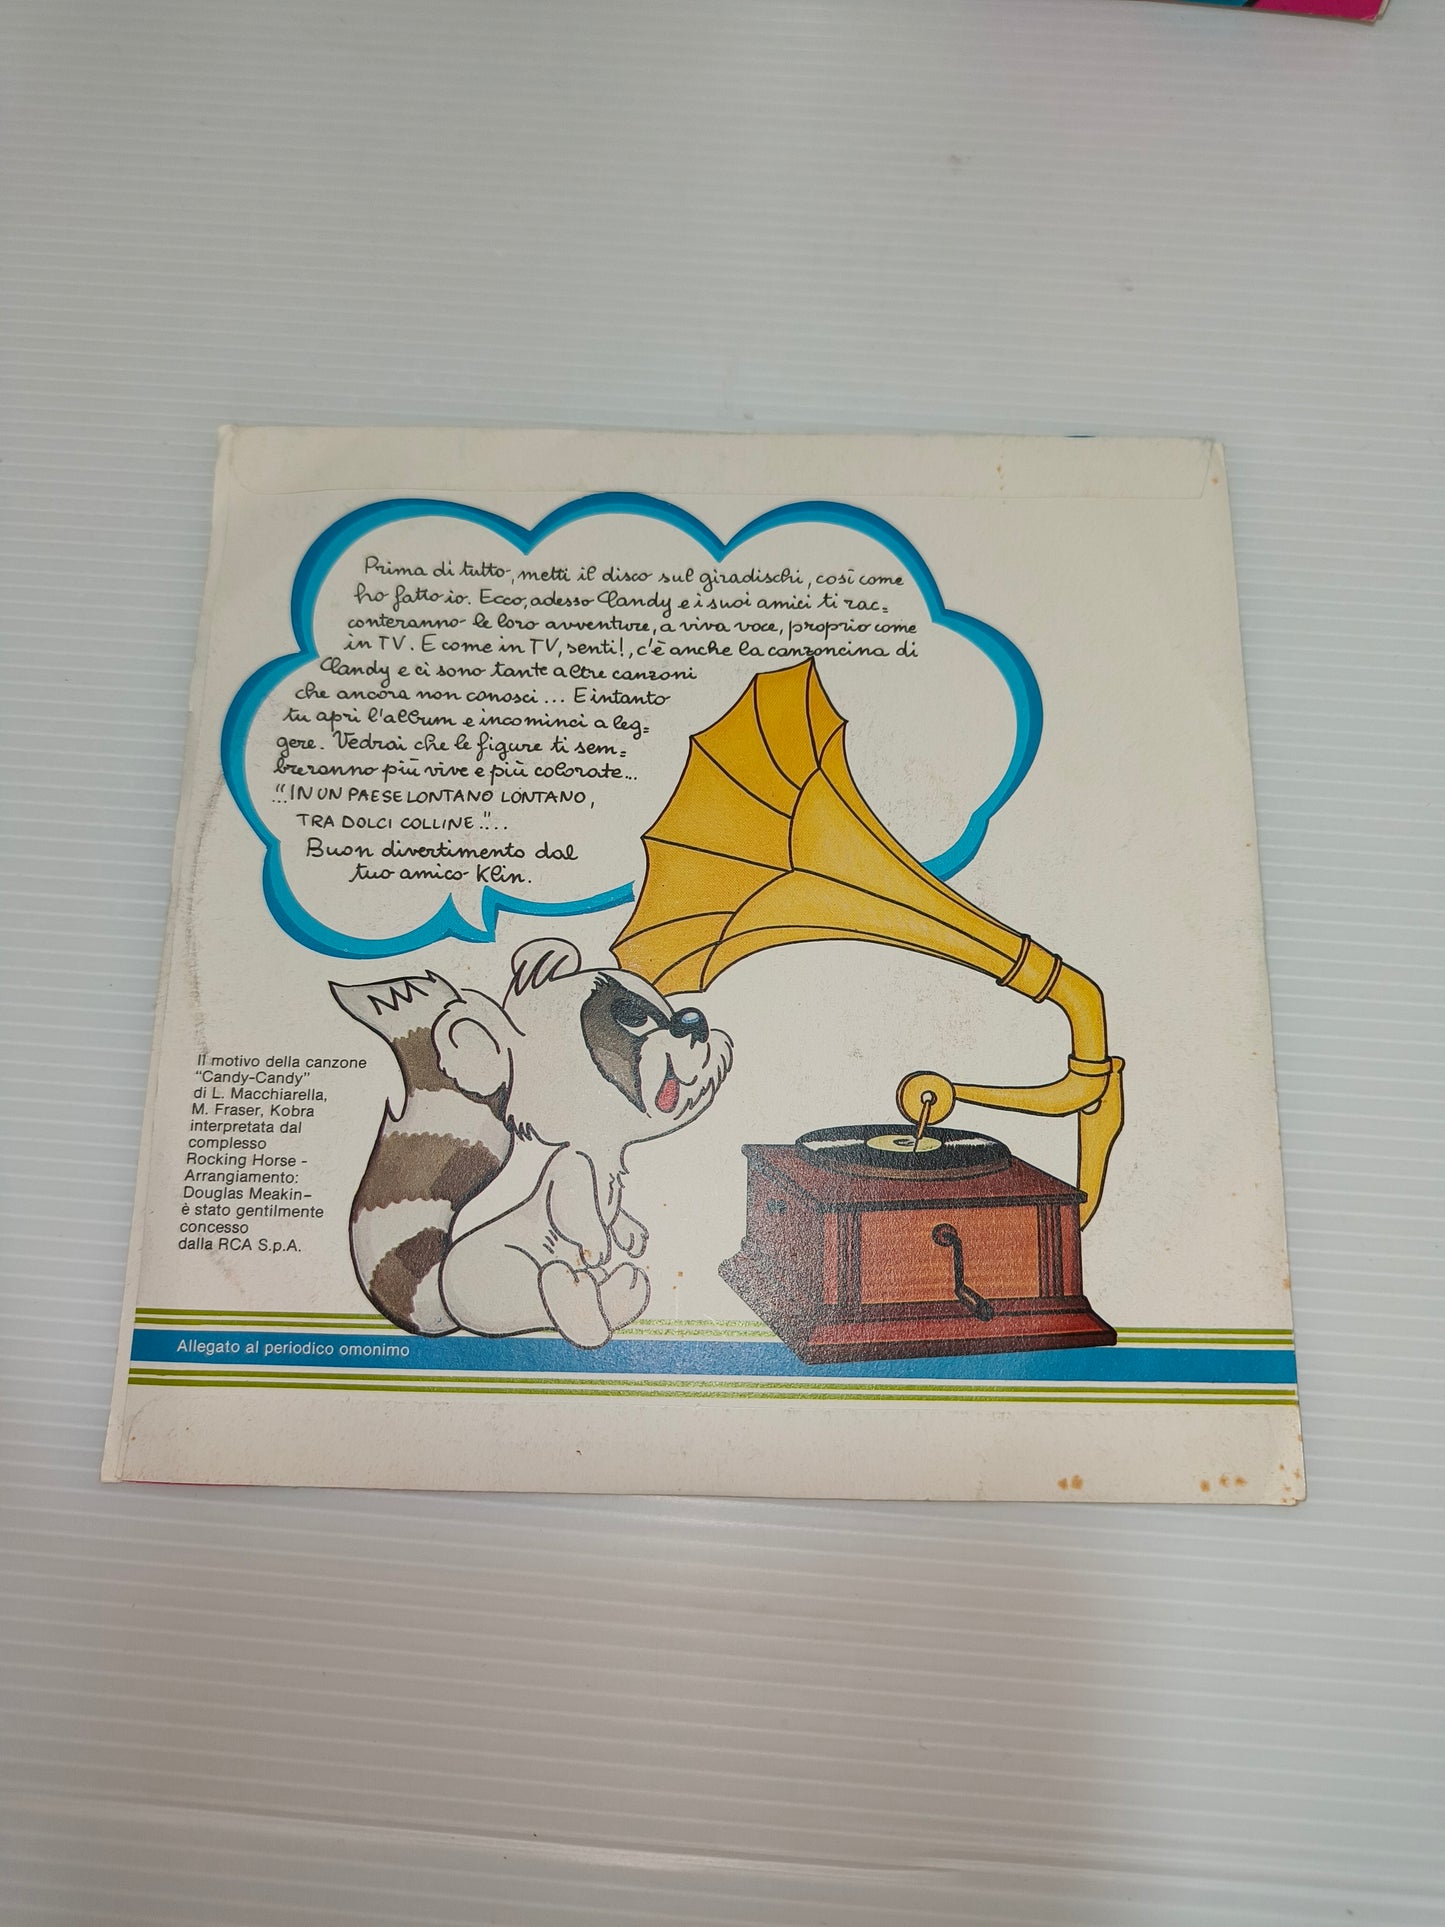 Prima di tutto, metti il disco sul giradischi, così come
ho fatto io. Ecco, adesso Candy e i suoi amici ti rac=
conteranno le loro avventure, a viva voce, proprio come
in TV. E come in TV, senti!, c'è anche la canzoncina di
Candy e ci sono tante altre canzoni
che ancora non conosci... E intanto
tu apri l'album e incominci a leg=
gere. Vedrai che le figure ti sem=
breranno più vive e più colorate...
"...IN UN PAESE LONTANO LONTANO,
TRA DOLCI COLLINE..."...
Buon divertimento dal
tuo amico Klin.
Il motivo della canzone
"Candy-Candy"
di L. Macchiarella,
M. Fraser, Kobra
interpretata dal
complesso
Rocking Horse -
Arrangiamento:
Douglas Meakin-
è stato gentilmente
concesso
dalla RCA S.p.A.
Allegato al periodico omonimo